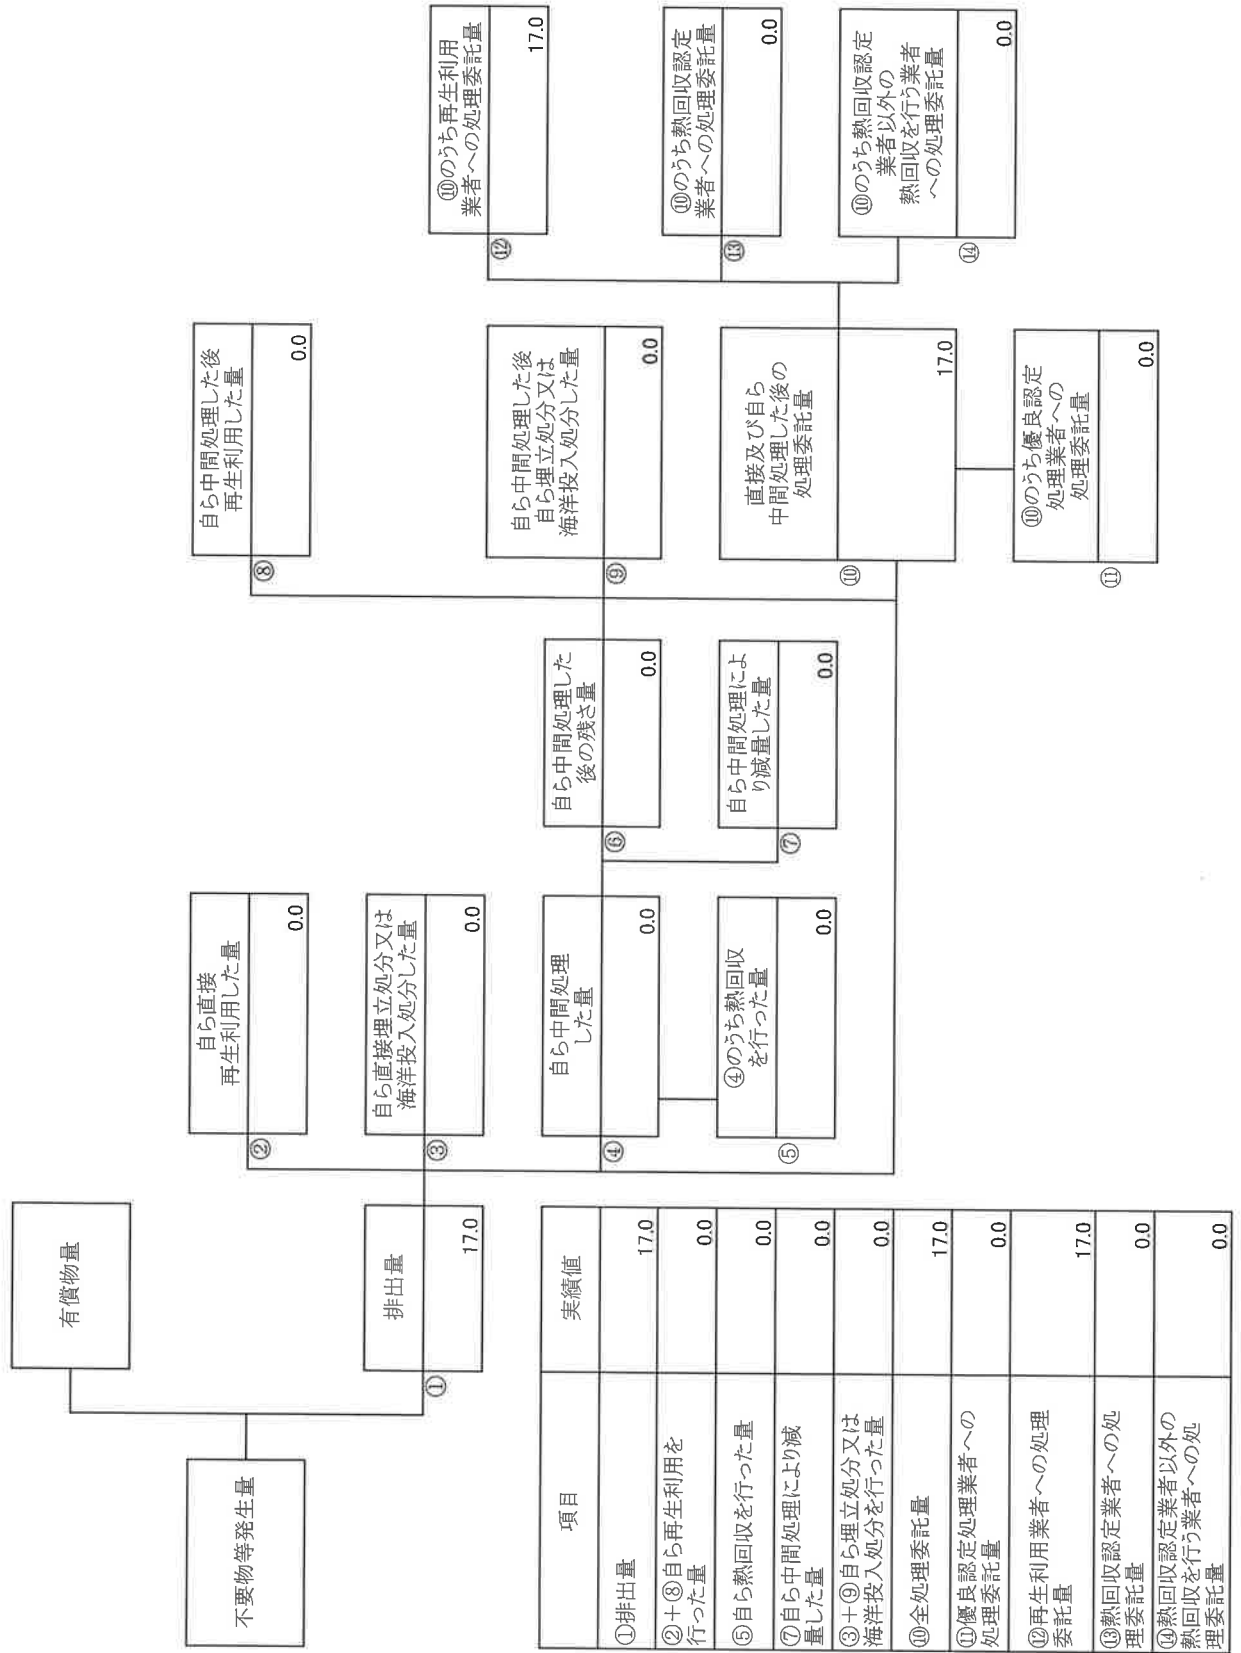 有償物量
不要物等発生量
①
排出量
17.0
②
自ら直接
再生利用した量
0.0
③
自ら直接埋立処分又は
海洋投入処分した量
0.0
④
自ら中間処理
した量
0.0
⑤
④のうち熱回収
を行った量
0.0
⑥
自ら中間処理した
後の残さ量
0.0
⑦
自ら中間処理によ
り減量した量
0.0
⑧
自ら中間処理した後
再生利用した量
0.0
⑨
自ら中間処理した後
自ら埋立処分又は
海洋投入処分した量
0.0
⑩
直接及び自ら
中間処理した後の
処理委託量
17.0
⑪
⑩のうち優良認定
処理業者への
処理委託量
0.0
⑫
⑩のうち再生利用
業者への処理委託量
17.0
⑬
⑩のうち熱回収認定
業者への処理委託量
0.0
⑭
⑩のうち熱回収認定
業者以外の
熱回収を行う業者
への処理委託量
0.0
項目
実績値
①排出量
17.0
②+⑧自ら再生利用を
行った量
0.0
⑤自ら熱回収を行った量
0.0
⑦自ら中間処理により減
量した量
0.0
③+⑨自ら埋立処分又は
海洋投入処分を行った量
0.0
⑩全処理委託量
17.0
⑪優良認定処理業者への
処理委託量
0.0
⑫再生利用業者への処理
委託量
17.0
⑬熱回収認定業者への処
理委託量
0.0
⑭熱回収認定業者以外の
熱回収を行う業者への処
理委託量
0.0